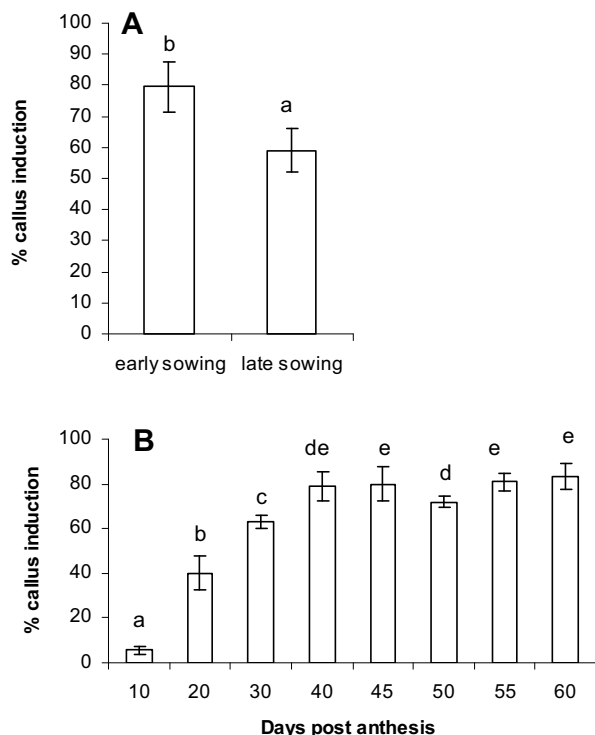 A
% callus induction
100
90
80
70
60
50
40
30
20
10
0
b
a
early sowing late sowing
B
% callus induction
100
80
60
40
20
0
a b c de e d e e
10 20 30 40 45 50 55 60
Days post anthesis